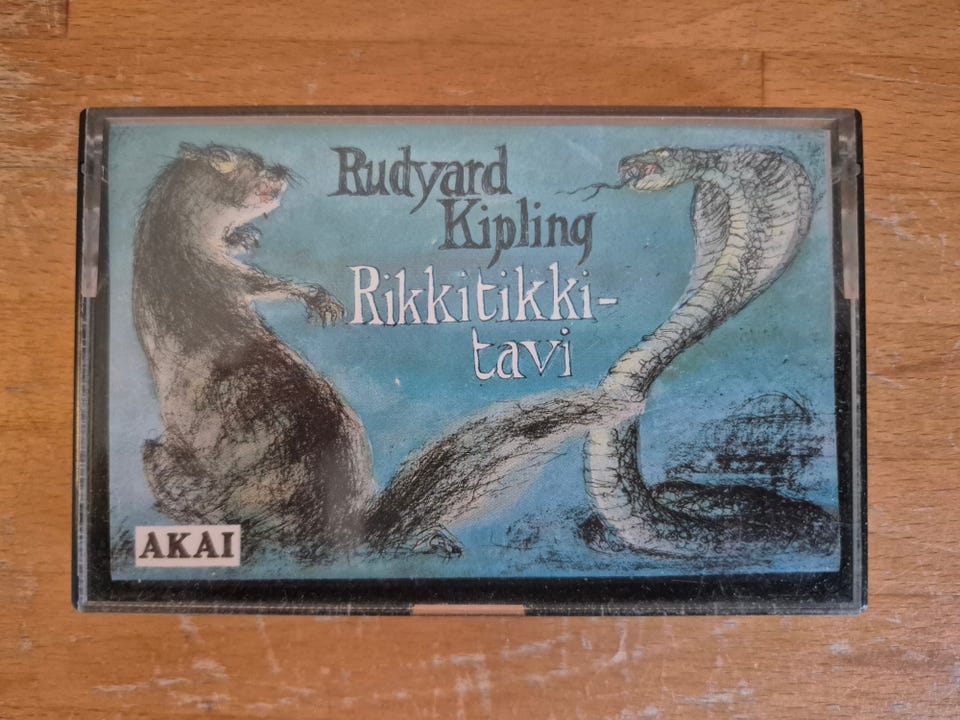 Rudyard
Kipling
Rikkitikki-
tavi
AKAI